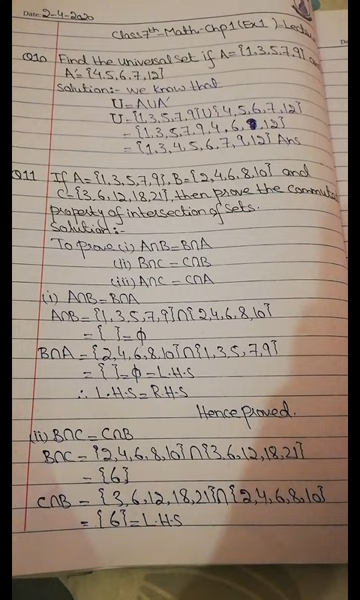 Date: 2-4-2020
Class 7th - Math - Chp1 (Ex 1 ) - Lectu
Q10 Find the universal set if A={1,3,5,7,9} and
A'={4,5,6,7,12}
Solution:- we know that
U = A∪A'
U = {1,3,5,7,9}∪{4,5,6,7,12}
= {1,3,5,7,9,4,6, ,12}
= {1,3,4,5,6,7,9,12} Ans
Q11 If A={1,3,5,7,9}, B={2,4,6,8,10} and
C={3,6,12,18,21}, then prove the commuta
property of intersection of sets.
Solution:-
To prove (i) A∩B=B∩A
(ii) B∩C=C∩B
(iii) A∩C=C∩A
(i) A∩B=B∩A
A∩B={1,3,5,7,9}∩{2,4,6,8,10}
={ }=ϕ
B∩A={2,4,6,8,10}∩{1,3,5,7,9}
={ }=ϕ=L.H.S
∴ L.H.S=R.H.S
Hence proved.
(ii) B∩C=C∩B
B∩C={2,4,6,8,10}∩{3,6,12,18,21}
={6}
C∩B={3,6,12,18,21}∩{2,4,6,8,10}
={6}=L.H.S